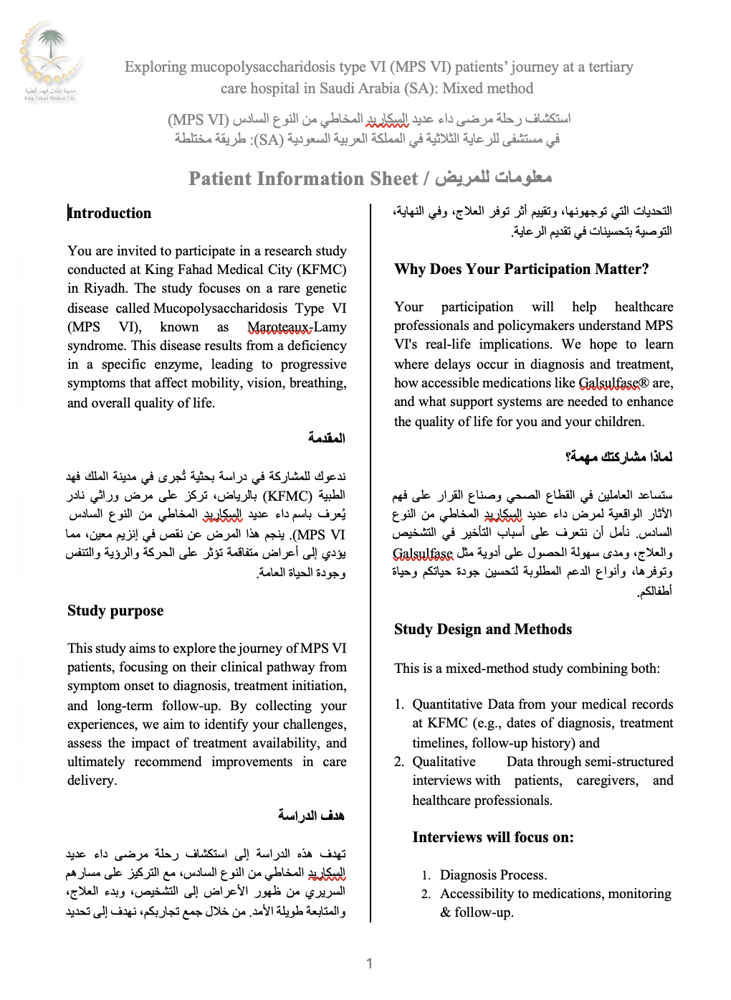 مدينة الملك فهد الطبية
King Fahad Medical City
Exploring mucopolysaccharidosis type VI (MPS VI) patients’ journey at a tertiary
care hospital in Saudi Arabia (SA): Mixed method
استكشاف رحلة مرضى داء عديد السكاريد المخاطي من النوع السادس (MPS VI)
في مستشفى للرعاية الثلاثية في المملكة العربية السعودية (SA): طريقة مختلطة
Patient Information Sheet / معلومات للمريض
Introduction
You are invited to participate in a research study
conducted at King Fahad Medical City (KFMC)
in Riyadh. The study focuses on a rare genetic
disease called Mucopolysaccharidosis Type VI
(MPS VI), known as Maroteaux-Lamy
syndrome. This disease results from a deficiency
in a specific enzyme, leading to progressive
symptoms that affect mobility, vision, breathing,
and overall quality of life.
المقدمة
ندعوك للمشاركة في دراسة بحثية تُجرى في مدينة الملك فهد
الطبية (KFMC) بالرياض، تركز على مرض وراثي نادر
يُعرف باسم داء عديد السكاريد المخاطي من النوع السادس
MPS VI). ينجم هذا المرض عن نقص في إنزيم معين، مما
يؤدي إلى أعراض متفاقمة تؤثر على الحركة والرؤية والتنفس
وجودة الحياة العامة.
Study purpose
This study aims to explore the journey of MPS VI
patients, focusing on their clinical pathway from
symptom onset to diagnosis, treatment initiation,
and long-term follow-up. By collecting your
experiences, we aim to identify your challenges,
assess the impact of treatment availability, and
ultimately recommend improvements in care
delivery.
هدف الدراسة
تهدف هذه الدراسة إلى استكشاف رحلة مرضى داء عديد
السكاريد المخاطي من النوع السادس، مع التركيز على مسارهم
السريري من ظهور الأعراض إلى التشخيص، وبدء العلاج،
والمتابعة طويلة الأمد. من خلال جمع تجاربكم، نهدف إلى تحديد
التحديات التي توجهونها، وتقييم أثر توفر العلاج، وفي النهاية،
التوصية بتحسينات في تقديم الرعاية.
Why Does Your Participation Matter?
Your participation will help healthcare
professionals and policymakers understand MPS
VI's real-life implications. We hope to learn
where delays occur in diagnosis and treatment,
how accessible medications like Galsulfase® are,
and what support systems are needed to enhance
the quality of life for you and your children.
لماذا مشاركتك مهمة؟
ستساعد العاملين في القطاع الصحي وصناع القرار على فهم
الآثار الواقعية لمرض داء عديد السكاريد المخاطي من النوع
السادس. نأمل أن نتعرف على أسباب التأخير في التشخيص
والعلاج، ومدى سهولة الحصول على أدوية مثل Galsulfase
وتوفرها، وأنواع الدعم المطلوبة لتحسين جودة حياتكم وحياة
أطفالكم.
Study Design and Methods
This is a mixed-method study combining both:
1. Quantitative Data from your medical records
at KFMC (e.g., dates of diagnosis, treatment
timelines, follow-up history) and
2. Qualitative Data through semi-structured
interviews with patients, caregivers, and
healthcare professionals.
Interviews will focus on:
1. Diagnosis Process.
2. Accessibility to medications, monitoring
& follow-up.
1